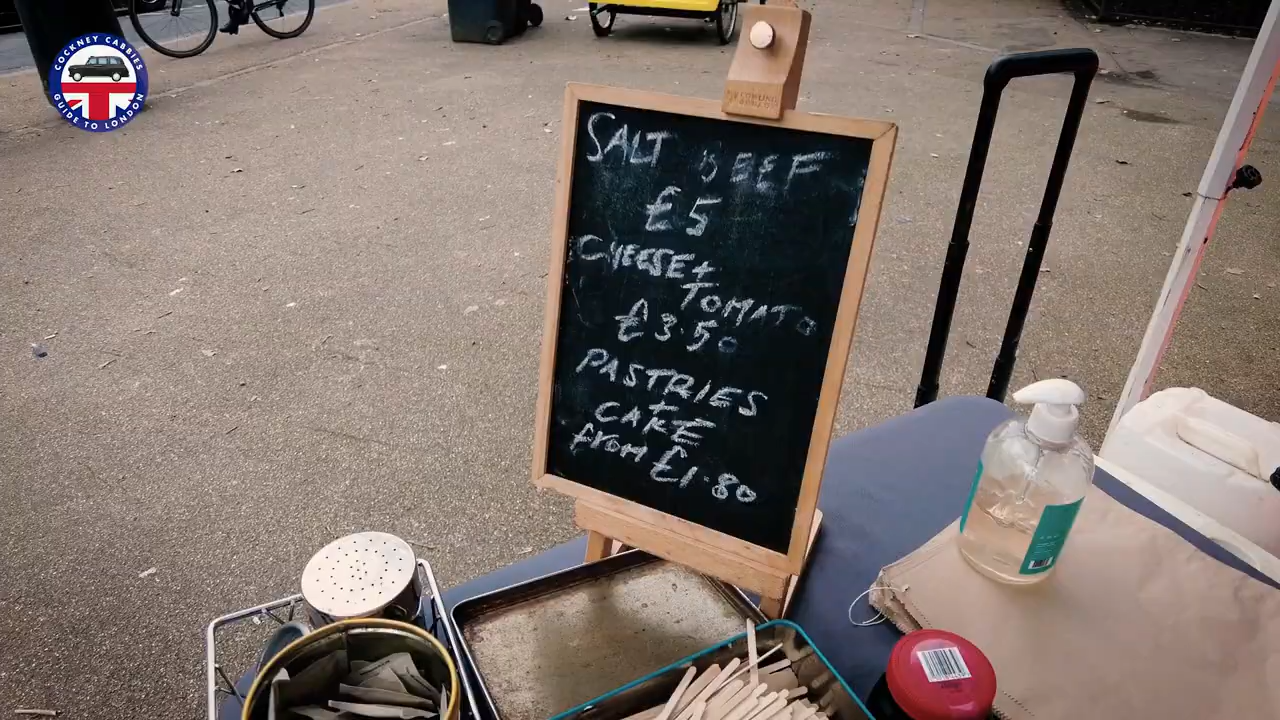 COCKNEY CABBIES
GUIDE TO LONDON
SALT BEEF
£5
CHEESE +
TOMATO
£3.50
PASTRIES
+
CAKE
from £1.80